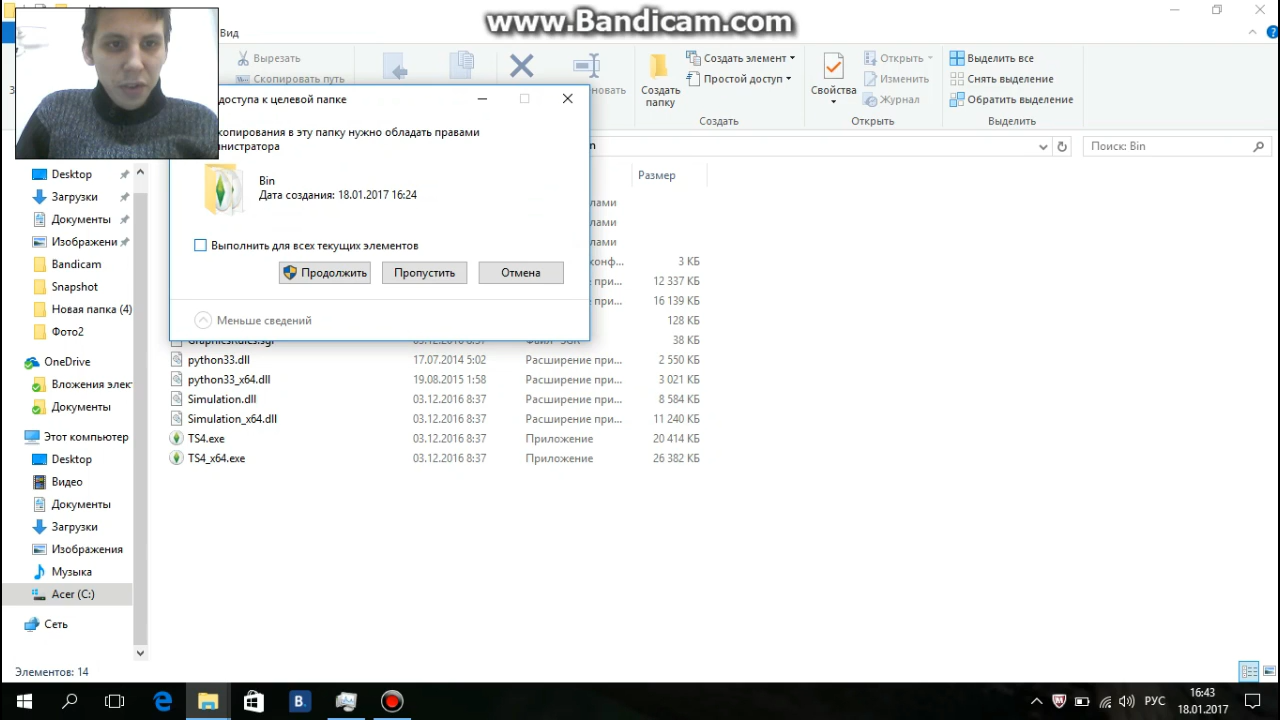 www.Bandicam.com
Вид
Вырезать
Скопировать путь
Создать папку
Создать элемент
Простой доступ
Создать
Свойства
Открыть
Изменить
Журнал
Открыть
Выделить все
Снять выделение
Обратить выделение
Выделить
доступа к целевой папке
копирования в эту папку нужно обладать правами
Bin
Дата создания: 18.01.2017 16:24
Выполнить для всех текущих элементов
Продолжить
Пропустить
Отмена
Меньше сведений
Поиск: Bin
Размер
3 КБ
12 337 КБ
16 139 КБ
128 КБ
38 КБ
python33.dll 17.07.2014 5:02 Расширение при... 2 550 КБ
python33_x64.dll 19.08.2015 1:58 Расширение при... 3 021 КБ
Simulation.dll 03.12.2016 8:37 Расширение при... 8 584 КБ
Simulation_x64.dll 03.12.2016 8:37 Расширение при... 11 240 КБ
TS4.exe 03.12.2016 8:37 Приложение 20 414 КБ
TS4_x64.exe 03.12.2016 8:37 Приложение 26 382 КБ
Desktop
Загрузки
Документы
Изображени
Bandicam
Snapshot
Новая папка (4)
Фото2
OneDrive
Вложения элект
Документы
Этот компьютер
Desktop
Видео
Документы
Загрузки
Изображения
Музыка
Acer (C:)
Сеть
Элементов: 14
РУС
16:43
18.01.2017